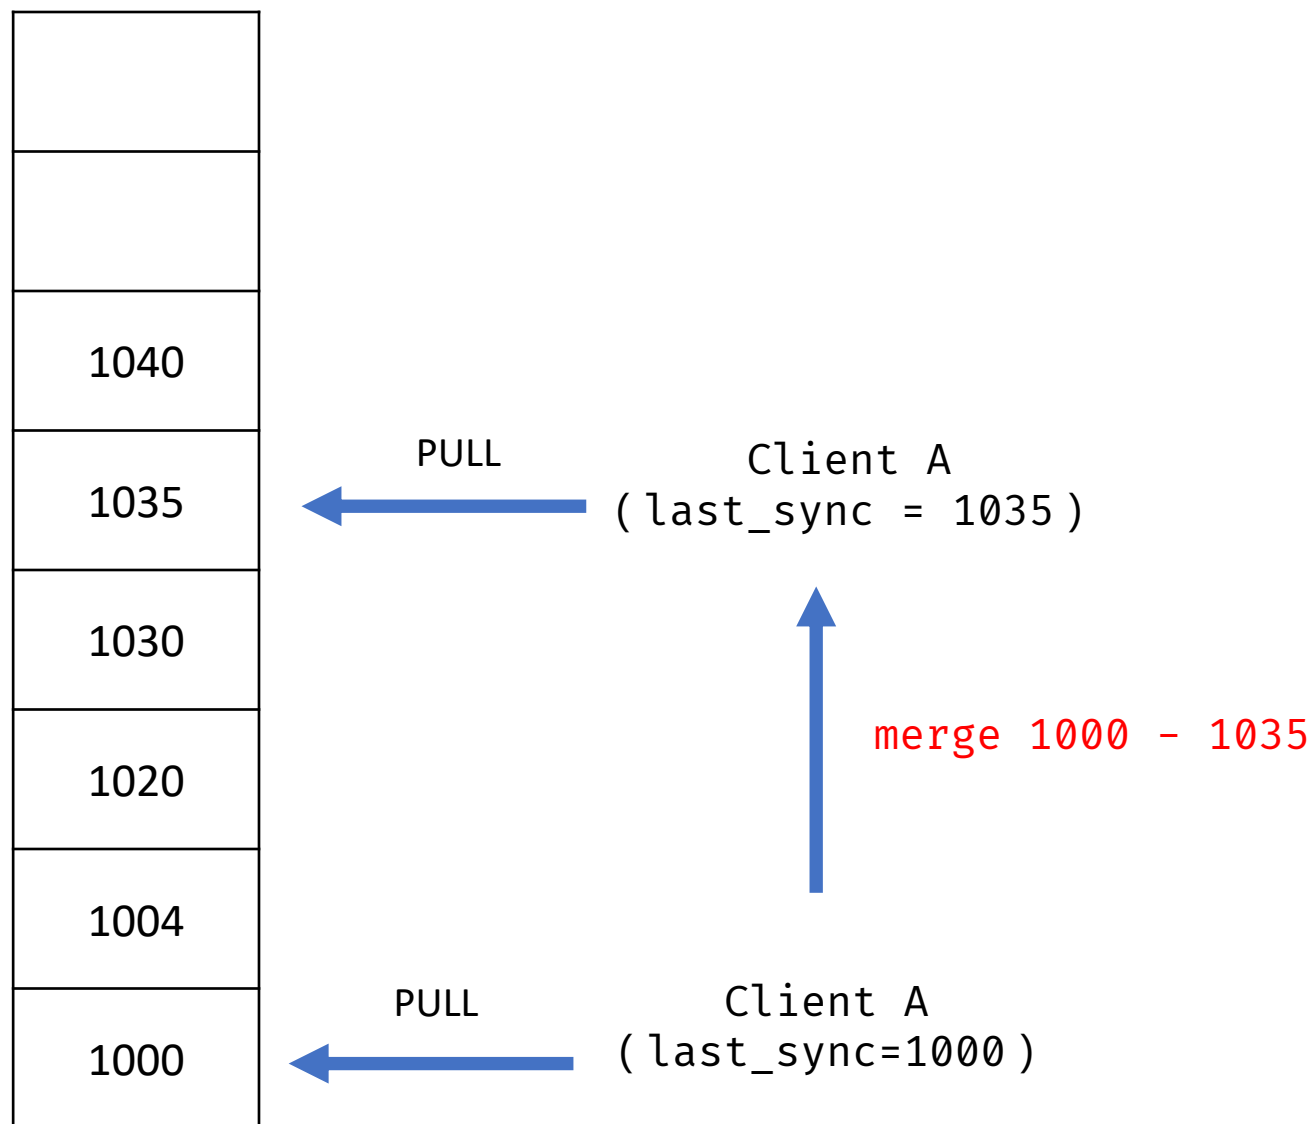 1040
1035
1030
1020
1004
1000
PULL
Client A
(last_sync = 1035)
merge 1000 - 1035
PULL
Client A
(last_sync=1000)